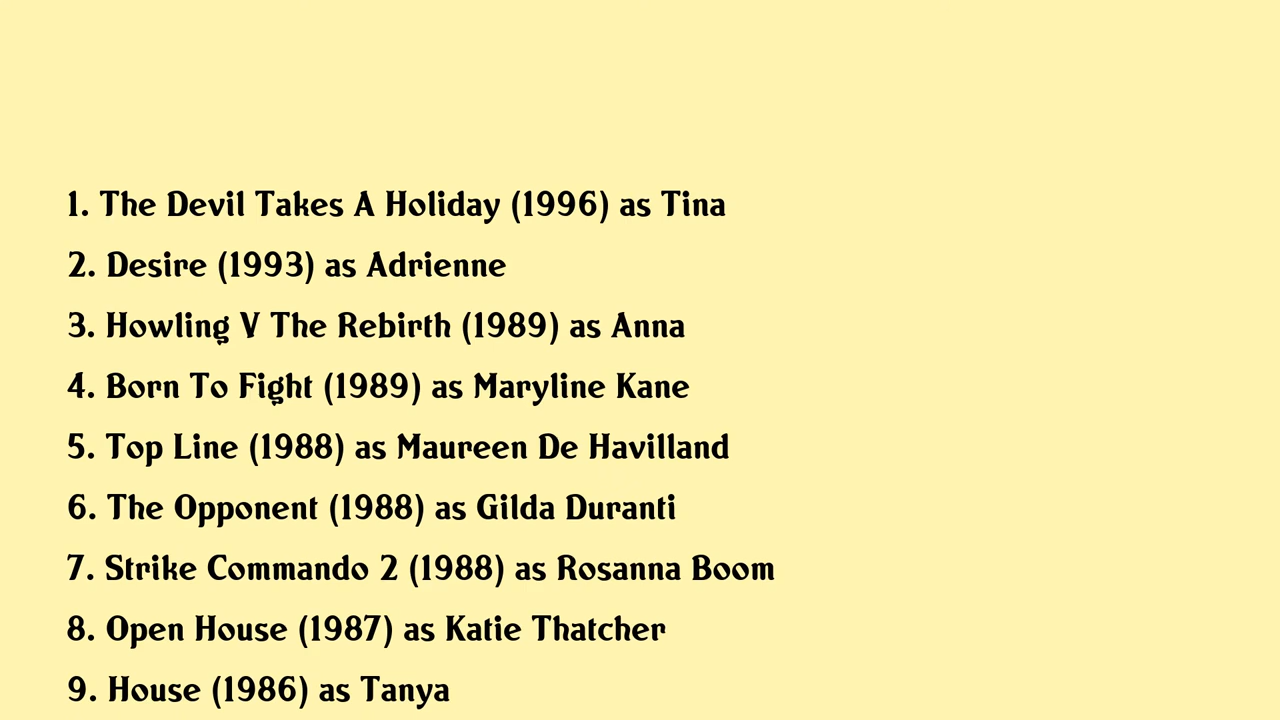 1. The Devil Takes A Holiday (1996) as Tina
2. Desire (1993) as Adrienne
3. Howling V The Rebirth (1989) as Anna
4. Born To Fight (1989) as Maryline Kane
5. Top Line (1988) as Maureen De Havilland
6. The Opponent (1988) as Gilda Duranti
7. Strike Commando 2 (1988) as Rosanna Boom
8. Open House (1987) as Katie Thatcher
9. House (1986) as Tanya